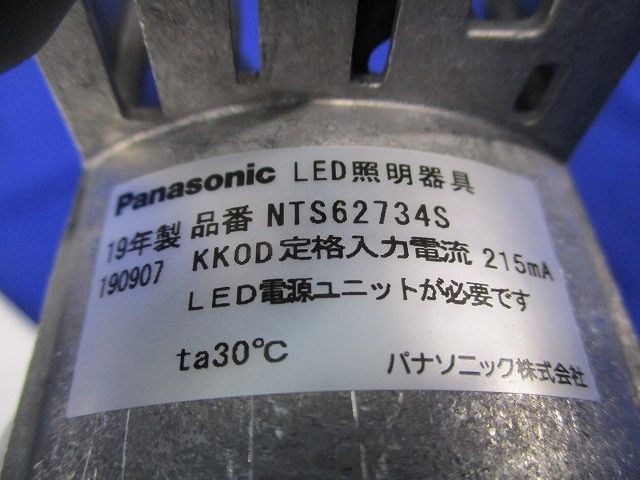 Panasonic LED照明器具
19年製 品番 NTS62734S
190907 KKOD 定格入力電流 215mA
LED電源ユニットが必要です
ta30℃ パナソニック株式会社